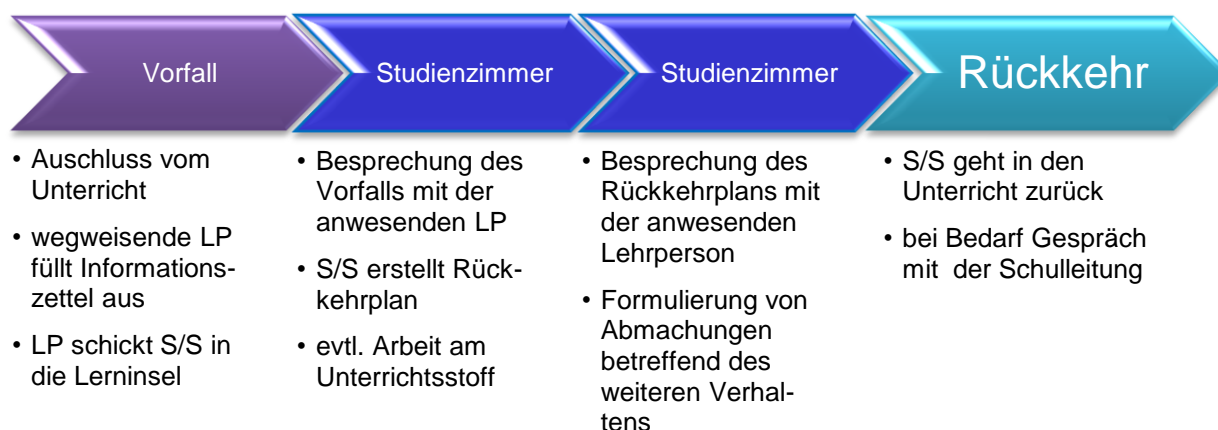 Vorfall
• Auschluss vom
Unterricht
• wegweisende LP
füllt Informations-
zettel aus
• LP schickt S/S in
die Lerninsel
Studienzimmer
• Besprechung des
Vorfalls mit der
anwesenden LP
• S/S erstellt Rück-
kehrplan
• evtl. Arbeit am
Unterrichtsstoff
Studienzimmer
• Besprechung des
Rückkehrplans mit
der anwesenden
Lehrperson
• Formulierung von
Abmachungen
betreffend des
weiteren Verhal-
tens
Rückkehr
• S/S geht in den
Unterricht zurück
• bei Bedarf Gespräch
mit der Schulleitung